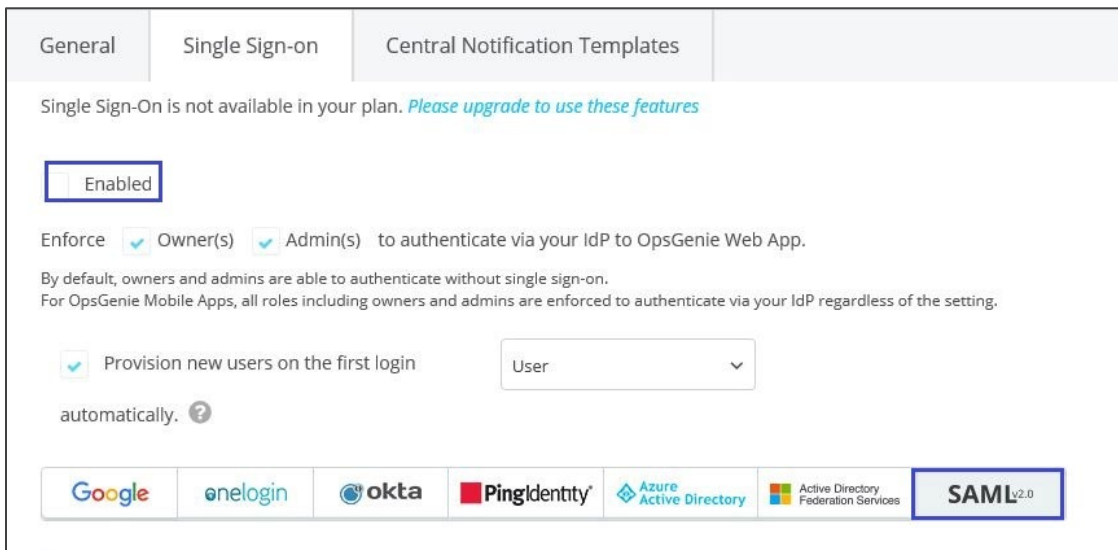 General Single Sign-on Central Notification Templates
Single Sign-On is not available in your plan. Please upgrade to use these features
Enabled
Enforce Owner(s) Admin(s) to authenticate via your IdP to OpsGenie Web App.
By default, owners and admins are able to authenticate without single sign-on.
For OpsGenie Mobile Apps, all roles including owners and admins are enforced to authenticate via your IdP regardless of the setting.
Provision new users on the first login User
automatically. ?
Google onelogin okta PingIdentity Azure Active Directory Active Directory Federation Services SAML v2.0